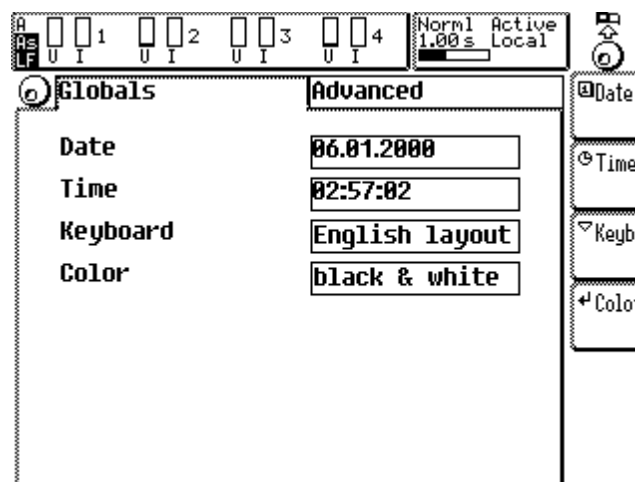 A
As
LF
U I 1 U I 2 U I 3 U I 4
Norml Active
1.00 s Local
Globals Advanced
Date 06.01.2000
Time 02:57:02
Keyboard English layout
Color black & white
Date
Time
Keyb
Colo